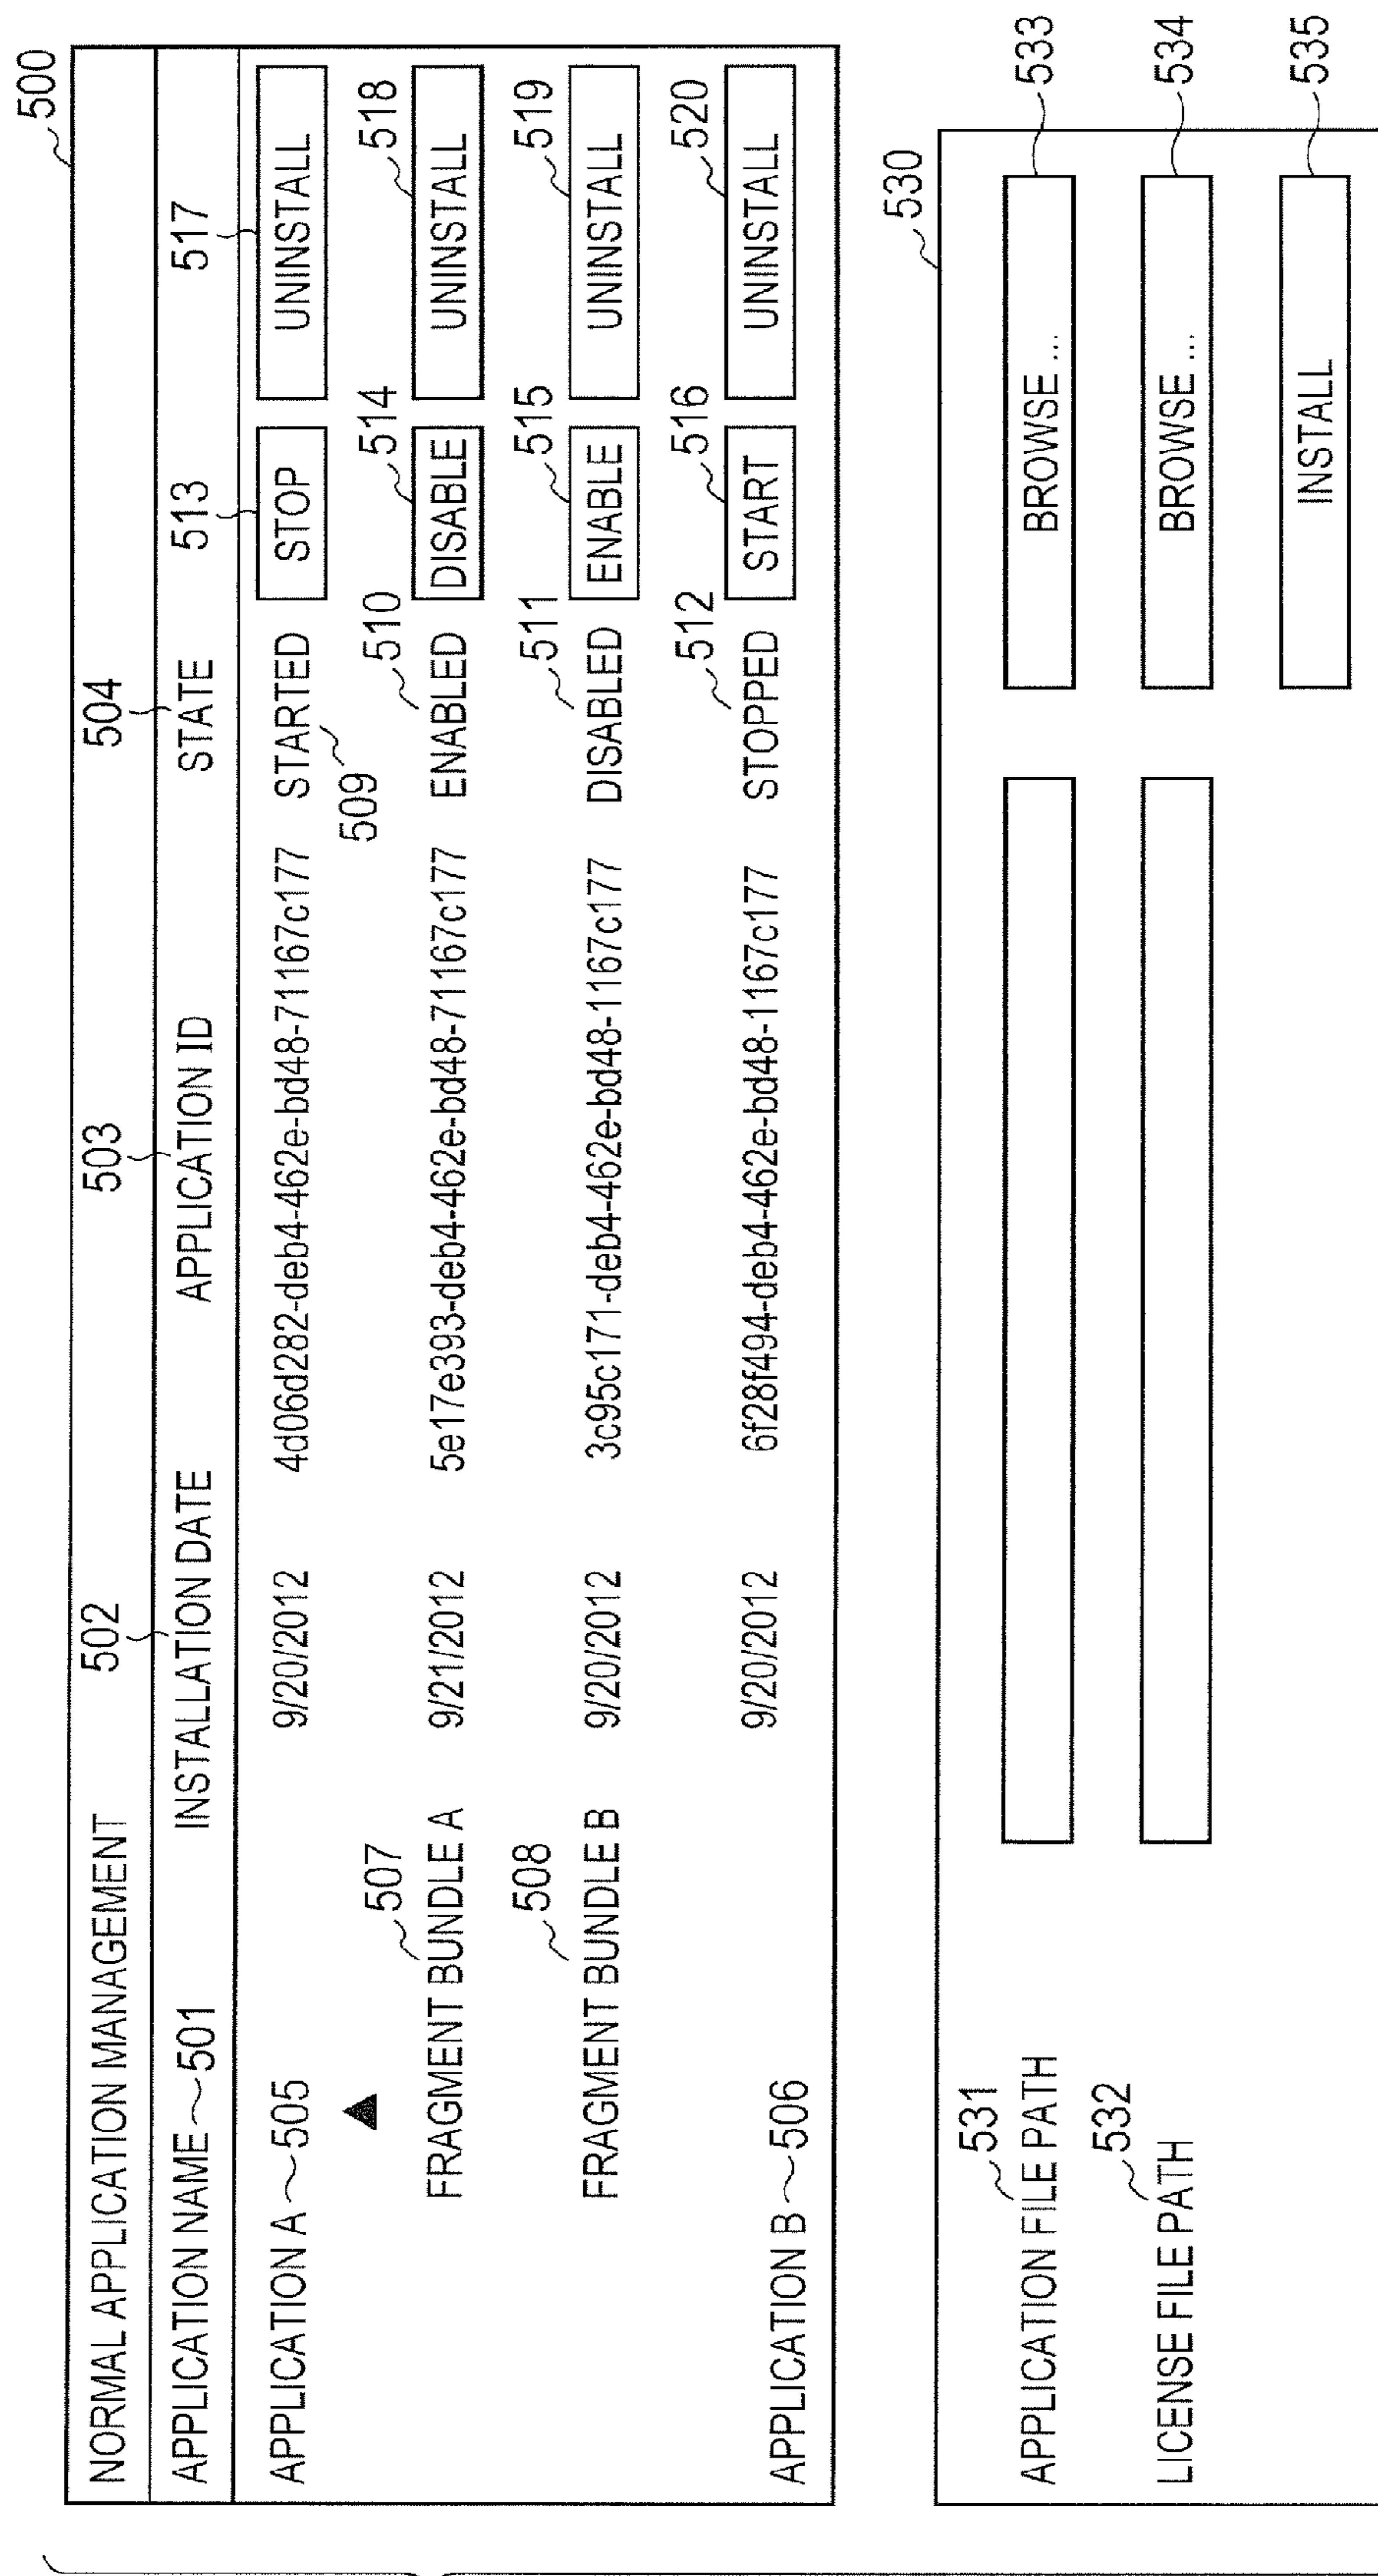 500
NORMAL APPLICATION MANAGEMENT
502
503
504
APPLICATION NAME 501
INSTALLATION DATE
APPLICATION ID
STATE
513
517
APPLICATION A 505
9/20/2012
4d06d282-deb4-462e-bd48-71167c177
STARTED
STOP
UNINSTALL
509
507
510
514
518
FRAGMENT BUNDLE A
9/21/2012
5e17e393-deb4-462e-bd48-71167c177
ENABLED
DISABLE
UNINSTALL
508
511
515
519
FRAGMENT BUNDLE B
9/20/2012
3c95c171-deb4-462e-bd48-1167c177
DISABLED
ENABLE
UNINSTALL
512
516
520
APPLICATION B 506
9/20/2012
6f28f494-deb4-462e-bd48-1167c177
STOPPED
START
UNINSTALL
530
531
APPLICATION FILE PATH
BROWSE ...
533
532
LICENSE FILE PATH
BROWSE ...
534
INSTALL
535